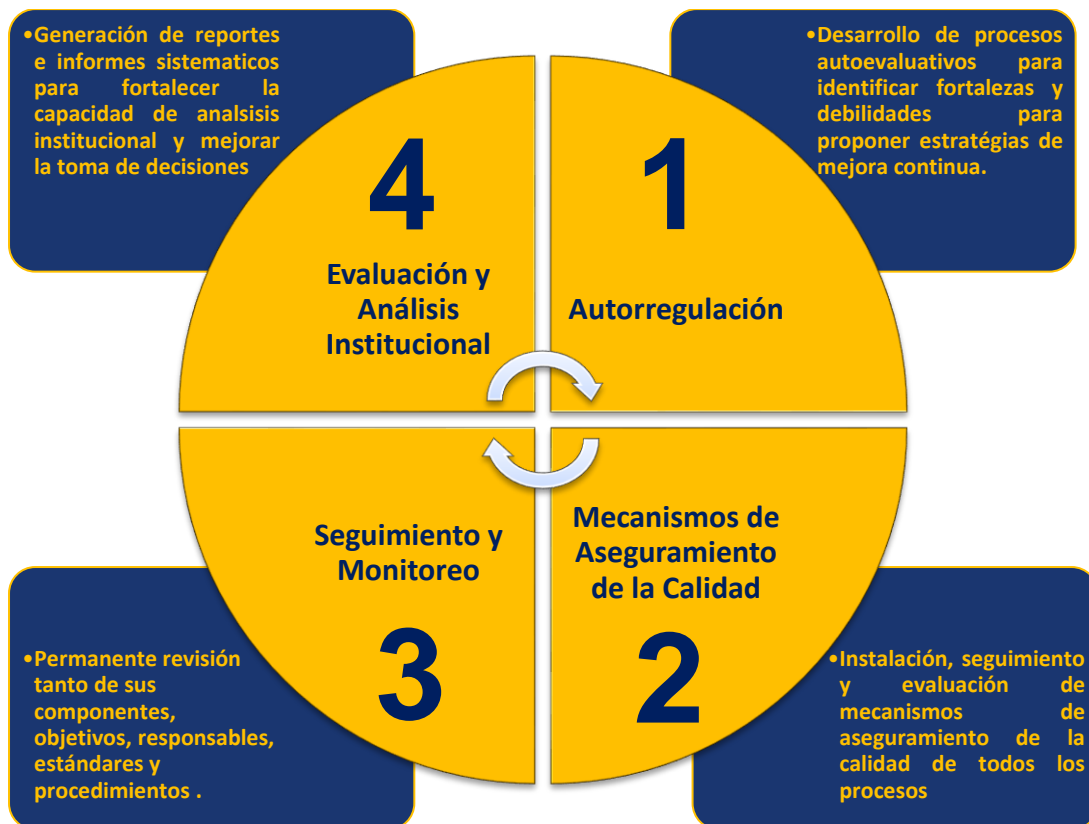 •Generación de reportes
e informes sistematicos
para fortalecer la
capacidad de analsisis
institucional y mejorar
la toma de decisiones
•Desarrollo de procesos
autoevaluativos para
identificar fortalezas y
debilidades para
proponer estratégias de
mejora continua.
4
Evaluación y
Análisis
Institucional
1
Autorregulación
Seguimiento y
Monitoreo
3
Mecanismos de
Aseguramiento
de la Calidad
2
•Permanente revisión
tanto de sus
componentes,
objetivos, responsables,
estándares y
procedimientos .
•Instalación, seguimiento
y evaluación de
mecanismos de
aseguramiento de la
calidad de todos los
procesos